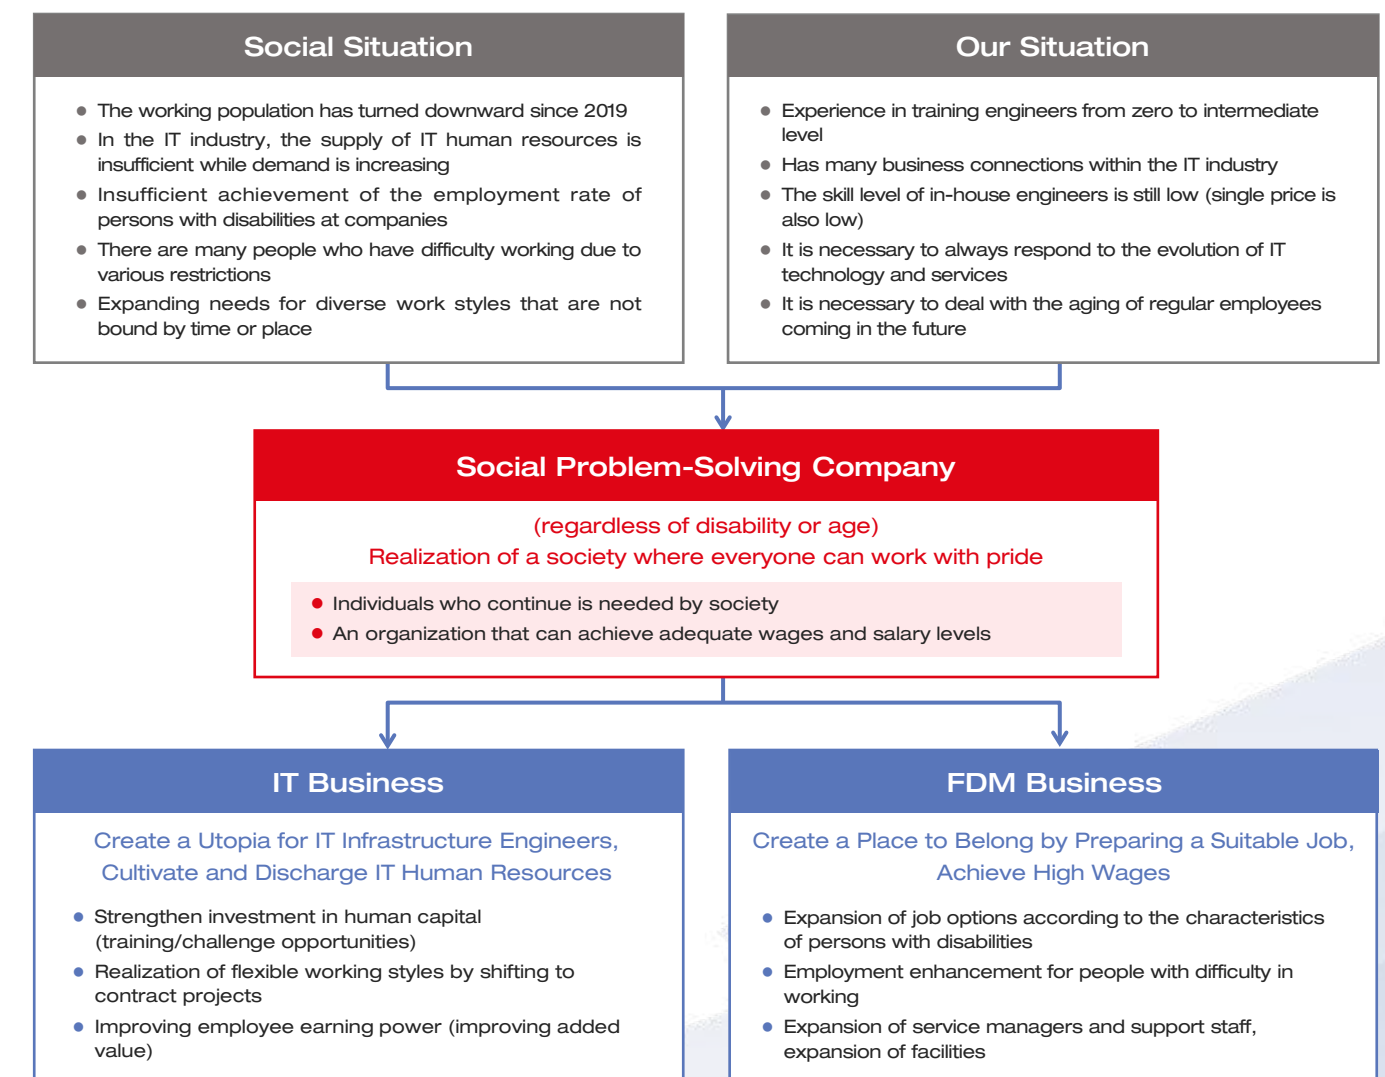 Social Situation
● The working population has turned downward since 2019
● In the IT industry, the supply of IT human resources is
insufficient while demand is increasing
● Insufficient achievement of the employment rate of
persons with disabilities at companies
● There are many people who have difficulty working due to
various restrictions
● Expanding needs for diverse work styles that are not
bound by time or place
Our Situation
● Experience in training engineers from zero to intermediate
level
● Has many business connections within the IT industry
● The skill level of in-house engineers is still low (single price is
also low)
● It is necessary to always respond to the evolution of IT
technology and services
● It is necessary to deal with the aging of regular employees
coming in the future
Social Problem-Solving Company
(regardless of disability or age)
Realization of a society where everyone can work with pride
● Individuals who continue is needed by society
● An organization that can achieve adequate wages and salary levels
IT Business
Create a Utopia for IT Infrastructure Engineers,
Cultivate and Discharge IT Human Resources
● Strengthen investment in human capital
(training/challenge opportunities)
● Realization of flexible working styles by shifting to
contract projects
● Improving employee earning power (improving added
value)
FDM Business
Create a Place to Belong by Preparing a Suitable Job,
Achieve High Wages
● Expansion of job options according to the characteristics
of persons with disabilities
● Employment enhancement for people with difficulty in
working
● Expansion of service managers and support staff,
expansion of facilities